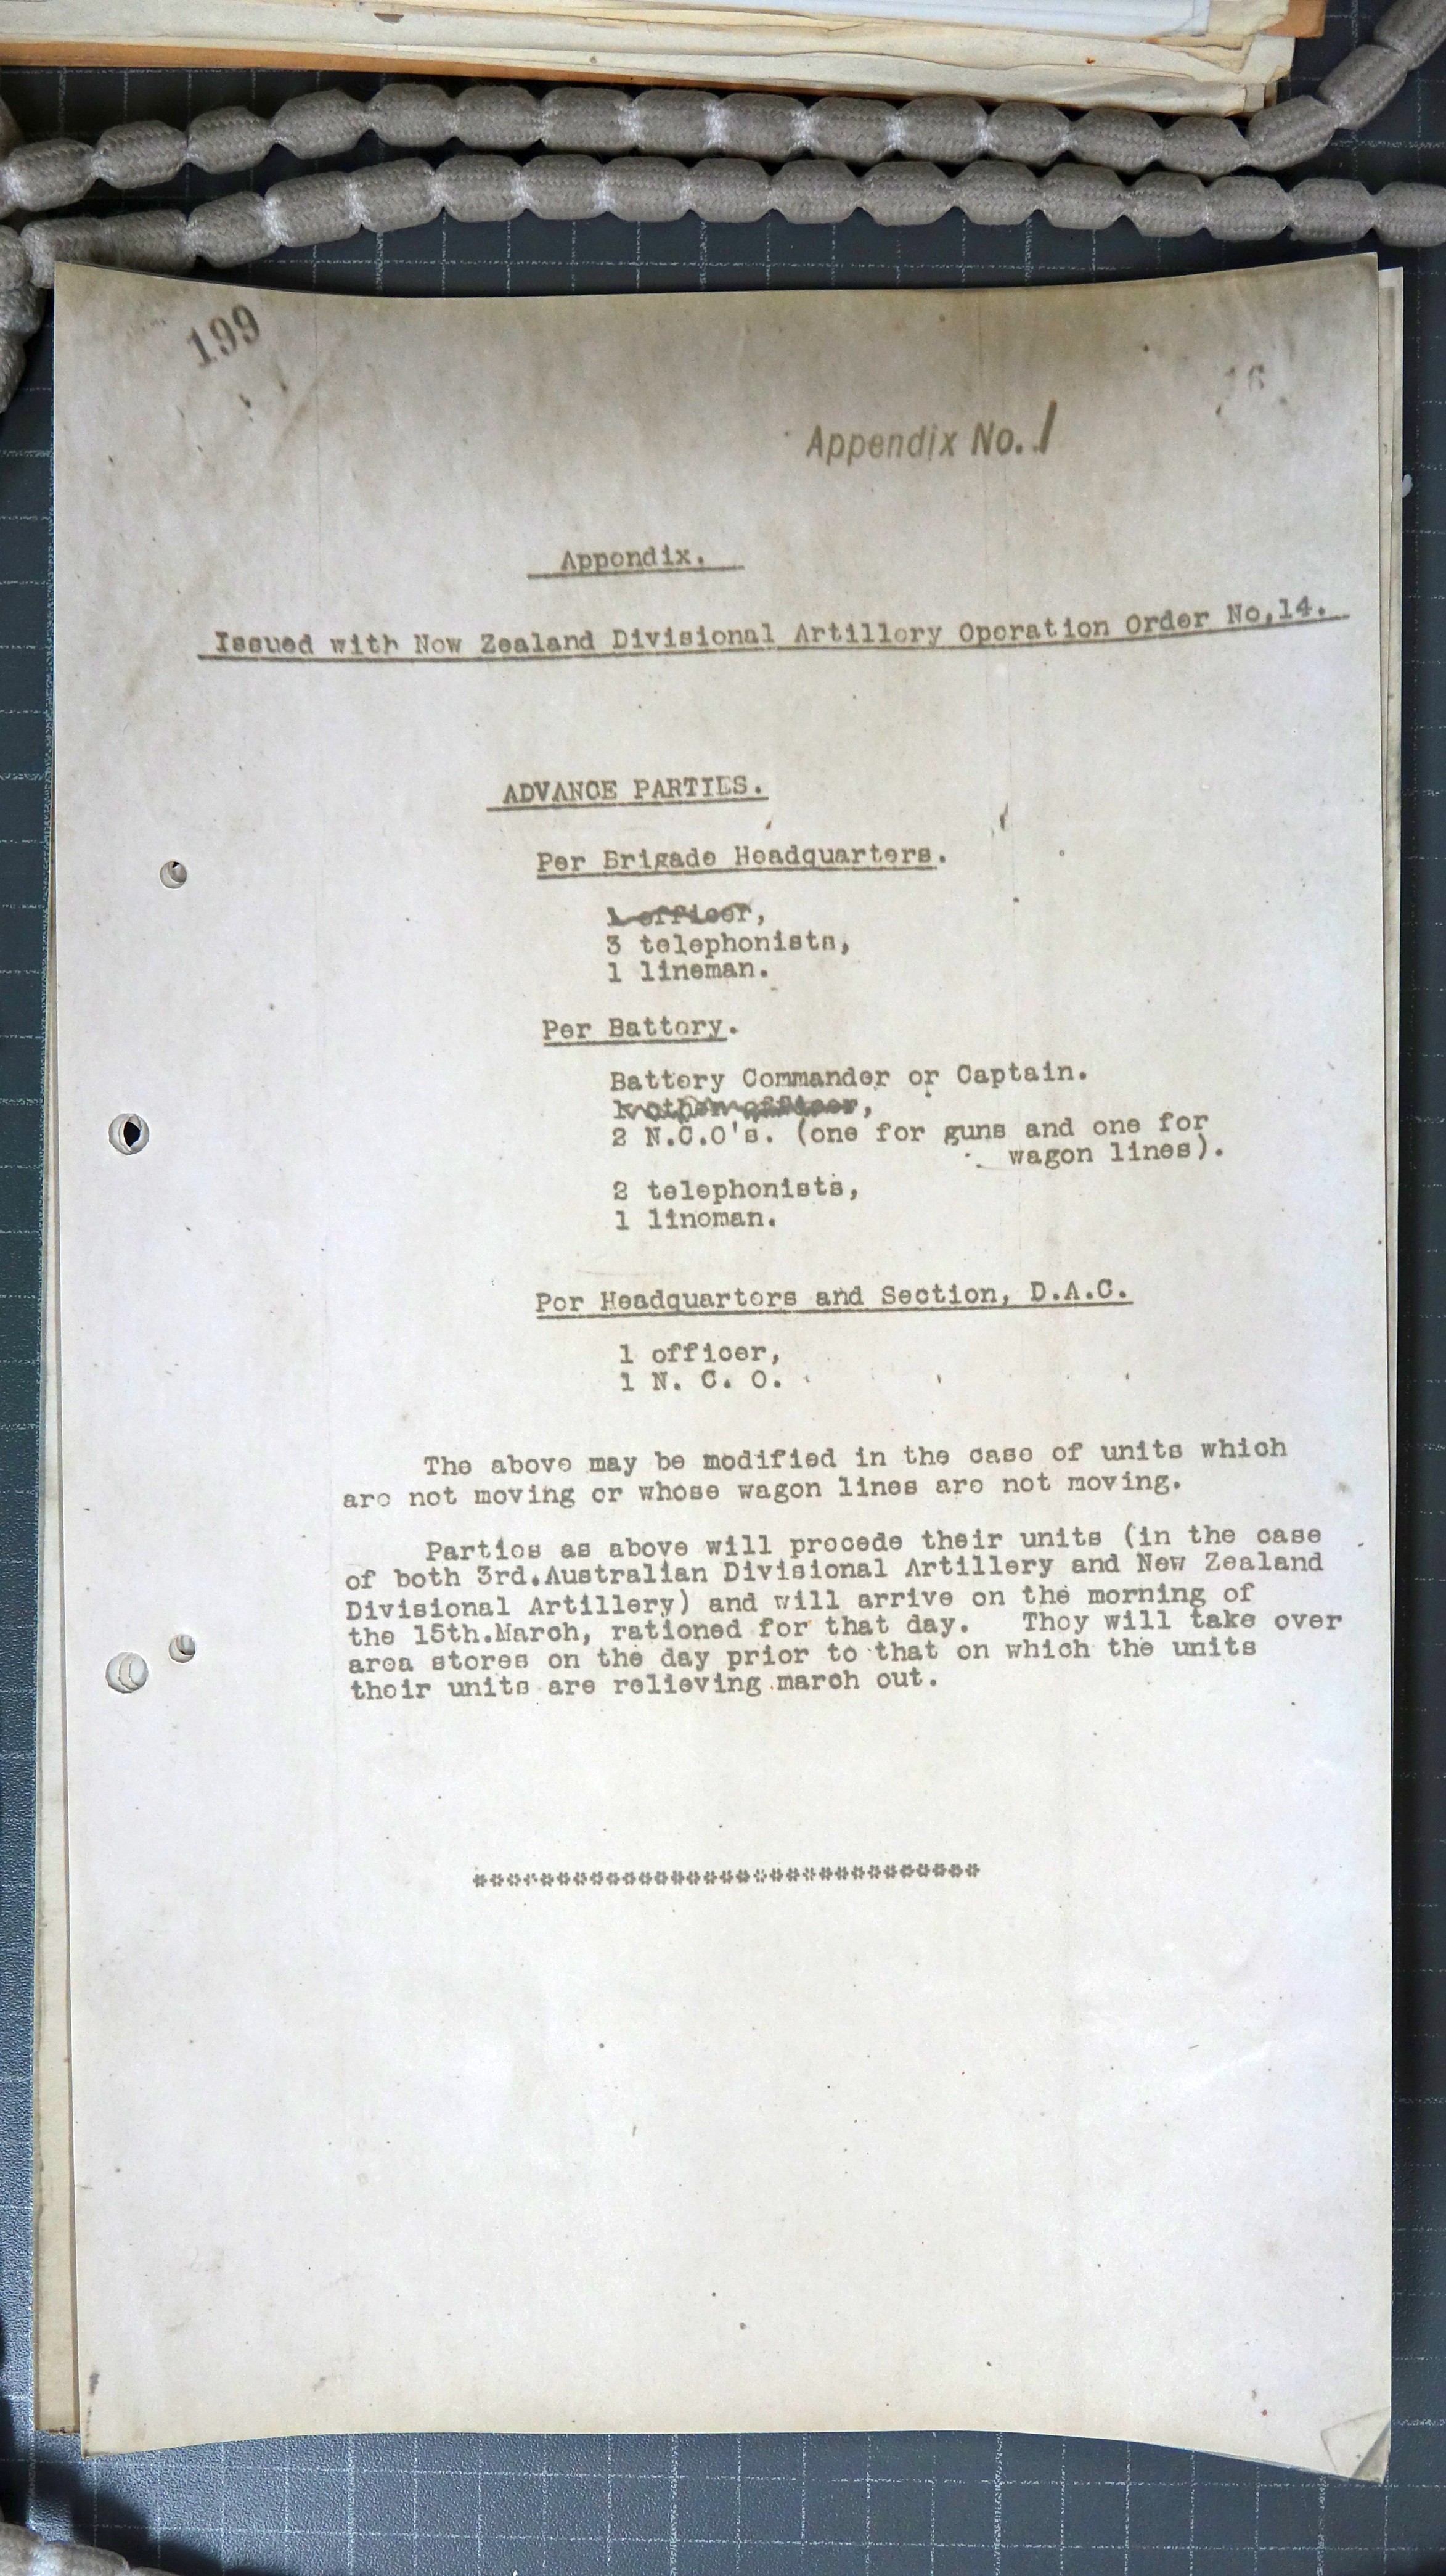 199
16
Appendix No. 1
Appendix.
Issued with New Zealand Divisional Artillery Operation Order No,14.
ADVANCE PARTIES.
Per Brigade Headquarters.
1 officer,
3 telephonists,
1 lineman.
Per Battery.
Battery Commander or Captain.
1 other officer,
2 N.C.O's. (one for guns and one for
wagon lines).
2 telephonists,
1 lineman.
Per Headquarters and Section, D.A.C.
1 officer,
1 N. C. O.
The above may be modified in the case of units which
are not moving or whose wagon lines are not moving.
Parties as above will precede their units (in the case
of both 3rd.Australian Divisional Artillery and New Zealand
Divisional Artillery) and will arrive on the morning of
the 15th.March, rationed for that day. They will take over
area stores on the day prior to that on which the units
their units are relieving march out.